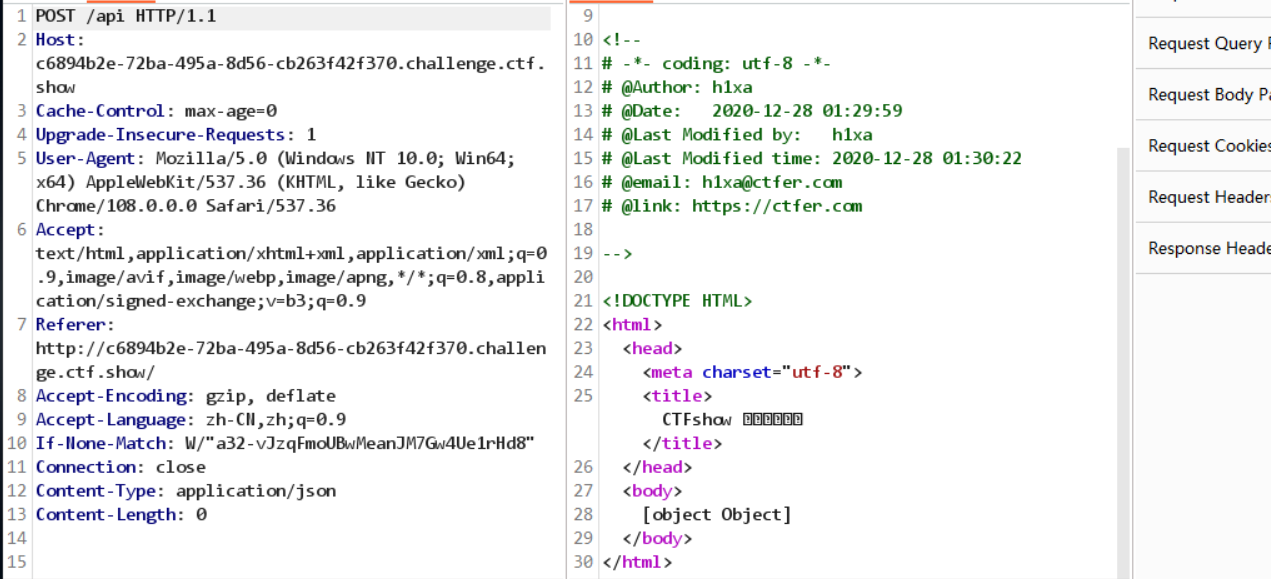 1 POST /api HTTP/1.1
2 Host:
c6894b2e-72ba-495a-8d56-cb263f42f370.challenge.ctf.
show
3 Cache-Control: max-age=0
4 Upgrade-Insecure-Requests: 1
5 User-Agent: Mozilla/5.0 (Windows NT 10.0; Win64;
x64) AppleWebKit/537.36 (KHTML, like Gecko)
Chrome/108.0.0.0 Safari/537.36
6 Accept:
text/html,application/xhtml+xml,application/xml;q=0
.9,image/avif,image/webp,image/apng,*/*;q=0.8,appli
cation/signed-exchange;v=b3;q=0.9
7 Referer:
http://c6894b2e-72ba-495a-8d56-cb263f42f370.challen
ge.ctf.show/
8 Accept-Encoding: gzip, deflate
9 Accept-Language: zh-CN,zh;q=0.9
10 If-None-Match: W/"a32-vJzqFmoUBwMeanJM7Gw4Ue1rHd8"
11 Connection: close
12 Content-Type: application/json
13 Content-Length: 0
14
15
9
10 <!--
11 # -*- coding: utf-8 -*-
12 # @Author: h1xa
13 # @Date:   2020-12-28 01:29:59
14 # @Last Modified by:   h1xa
15 # @Last Modified time: 2020-12-28 01:30:22
16 # @email: h1xa@ctfer.com
17 # @link: https://ctfer.com
18
19 -->
20
21 <!DOCTYPE HTML>
22 <html>
23 <head>
24 <meta charset="utf-8">
25 <title>
CTFshow
</title>
26 </head>
27 <body>
28 [object Object]
29 </body>
30 </html>
Request Query
Request Body
Request Cookies
Request Header
Response